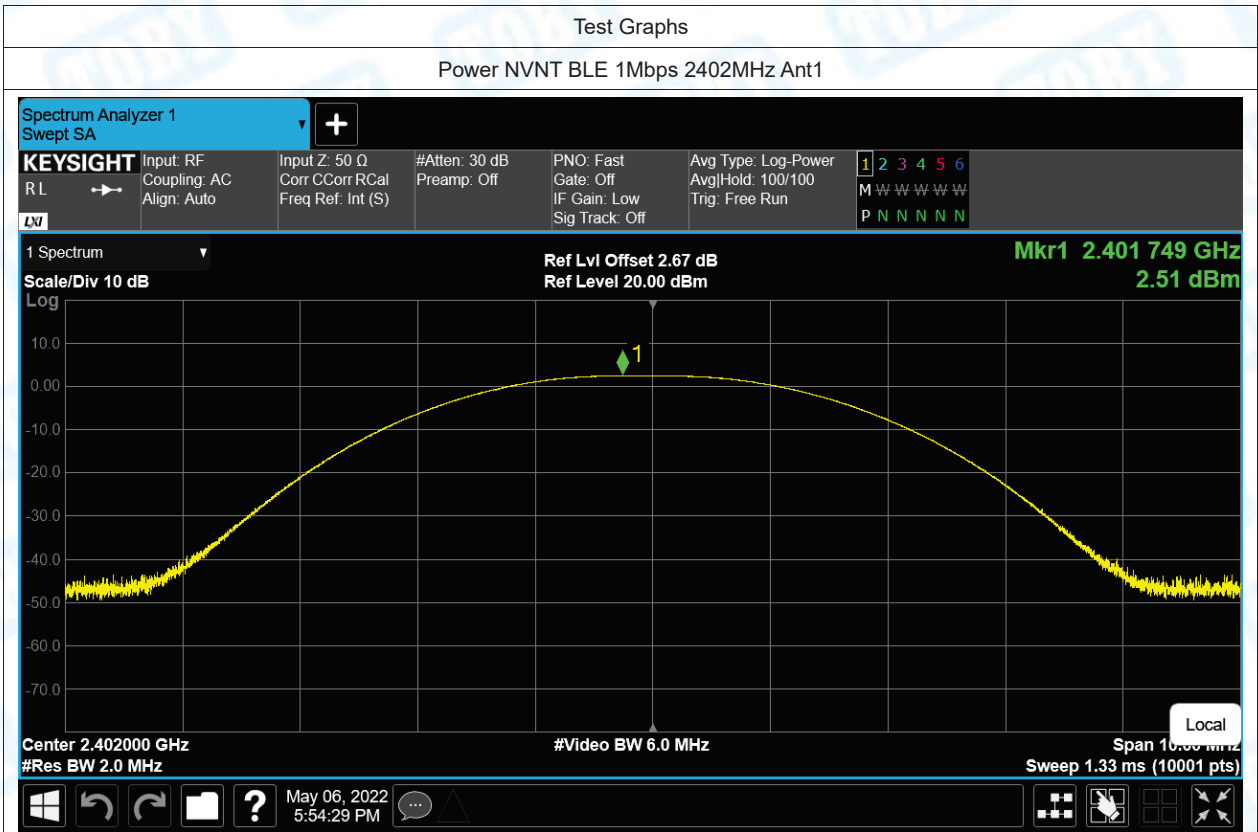 Test Graphs
Power NVNT BLE 1Mbps 2402MHz Ant1
Spectrum Analyzer 1
Swept SA
KEYSIGHT
R L
LXI
Input: RF
Coupling: AC
Align: Auto
Input Z: 50 Ω
Corr CCorr RCal
Freq Ref: Int (S)
#Atten: 30 dB
Preamp: Off
PNO: Fast
Gate: Off
IF Gain: Low
Sig Track: Off
Avg Type: Log-Power
Avg|Hold: 100/100
Trig: Free Run
1 2 3 4 5 6
M W W W W W
P N N N N N
1 Spectrum
Scale/Div 10 dB
Ref Lvl Offset 2.67 dB
Ref Level 20.00 dBm
Mkr1 2.401 749 GHz
2.51 dBm
Log
10.0
0.00
-10.0
-20.0
-30.0
-40.0
-50.0
-60.0
-70.0
1
Local
Center 2.402000 GHz
#Res BW 2.0 MHz
#Video BW 6.0 MHz
Span 10.00 MHz
Sweep 1.33 ms (10001 pts)
?
May 06, 2022
5:54:29 PM
TOBY